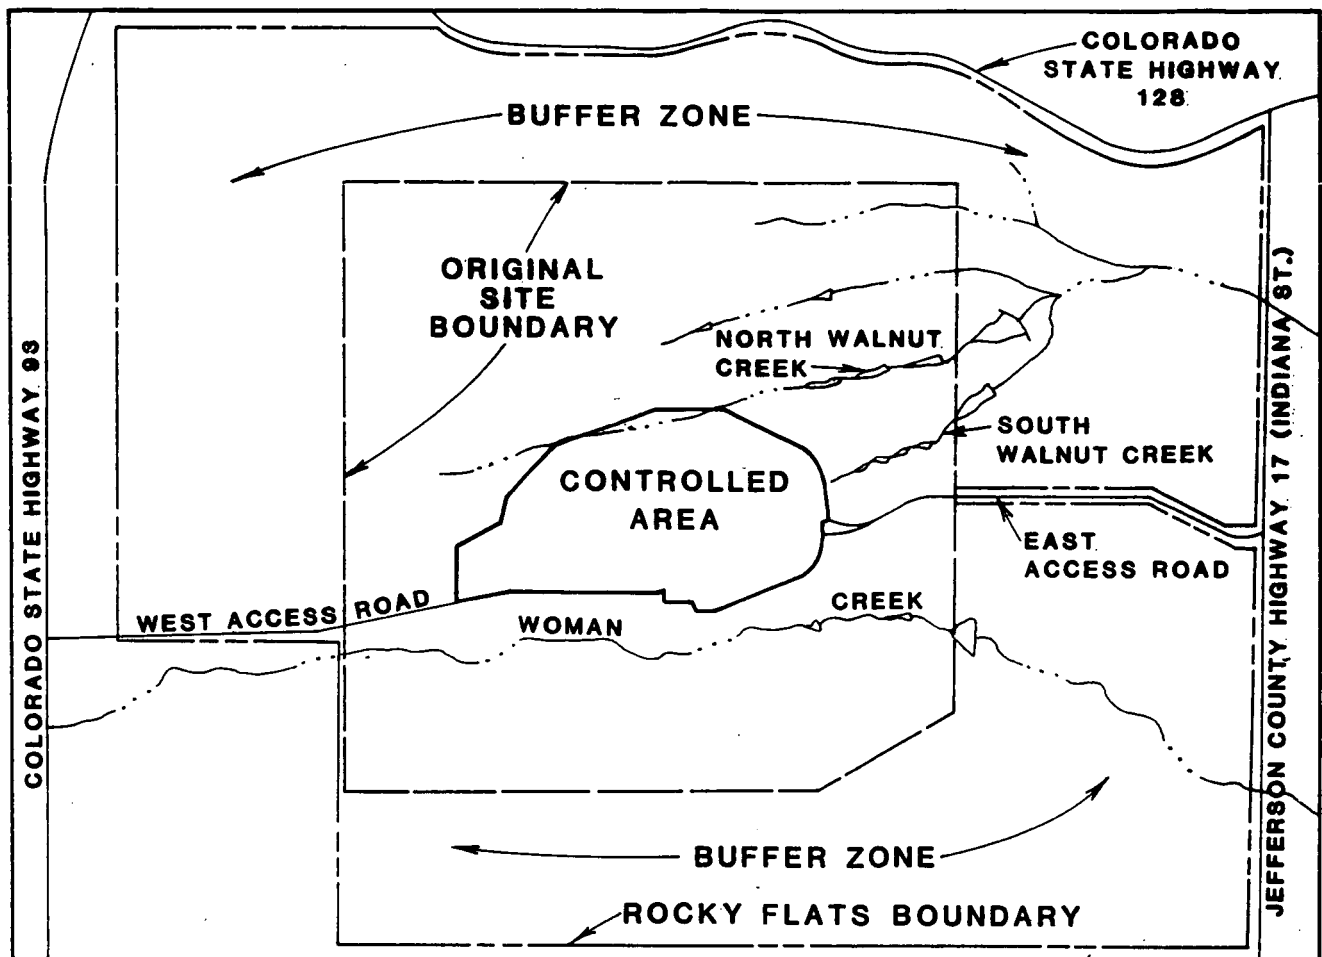 COLORADO
STATE HIGHWAY
128
BUFFER ZONE
ORIGINAL
SITE
BOUNDARY
NORTH WALNUT
CREEK
SOUTH
WALNUT CREEK
CONTROLLED
AREA
EAST
ACCESS ROAD
WEST ACCESS ROAD
WOMAN CREEK
BUFFER ZONE
ROCKY FLATS BOUNDARY
COLORADO STATE HIGHWAY 93
JEFFERSON COUNTY HIGHWAY 17 (INDIANA ST.)